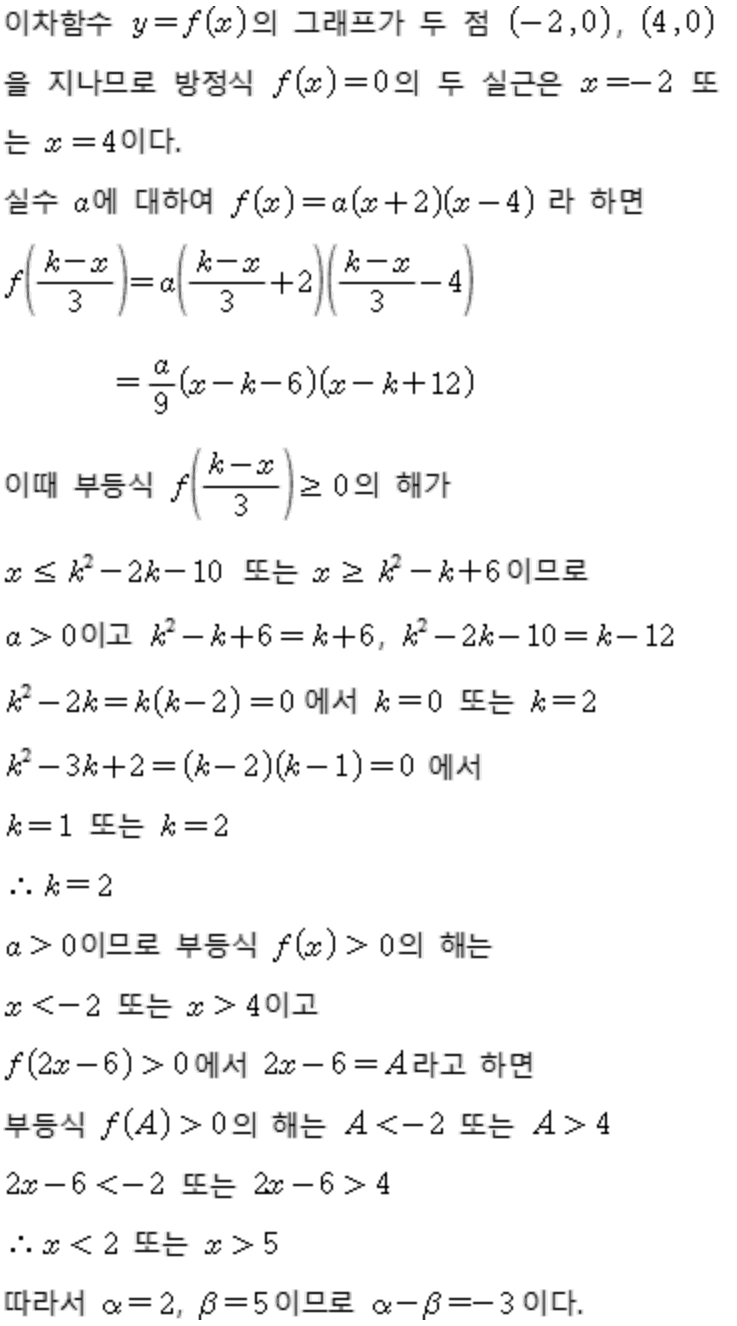 이차함수 y=f(x)의 그래프가 두 점 (−2,0), (4,0)
을 지나므로 방정식 f(x)=0의 두 실근은 x=−2 또
는 x=4이다.
실수 a에 대하여 f(x)=a(x+2)(x−4) 라 하면
f((k−x)/3)=a((k−x)/3+2)((k−x)/3−4)
=a/9(x−k−6)(x−k+12)
이때 부등식 f((k−x)/3)≥0의 해가
x≤k²−2k−10 또는 x≥k²−k+6이므로
a>0이고 k²−k+6=k+6, k²−2k−10=k−12
k²−2k=k(k−2)=0 에서 k=0 또는 k=2
k²−3k+2=(k−2)(k−1)=0 에서
k=1 또는 k=2
∴ k=2
a>0이므로 부등식 f(x)>0의 해는
x<−2 또는 x>4이고
f(2x−6)>0에서 2x−6=A라고 하면
부등식 f(A)>0의 해는 A<−2 또는 A>4
2x−6<−2 또는 2x−6>4
∴ x<2 또는 x>5
따라서 α=2, β=5이므로 α−β=−3이다.